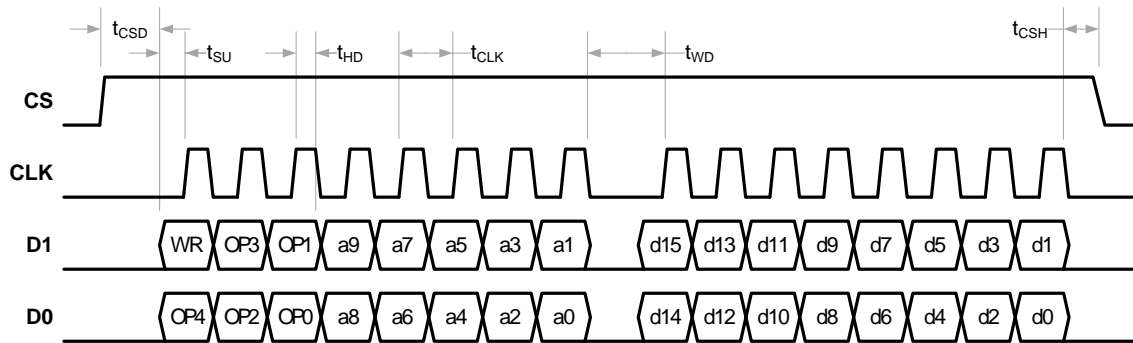 tCSD tCSH
tSU tHD tCLK tWD
CS
CLK
D1 WR OP3 OP1 a9 a7 a5 a3 a1 d15 d13 d11 d9 d7 d5 d3 d1
D0 OP4 OP2 OP0 a8 a6 a4 a2 a0 d14 d12 d10 d8 d6 d4 d2 d0